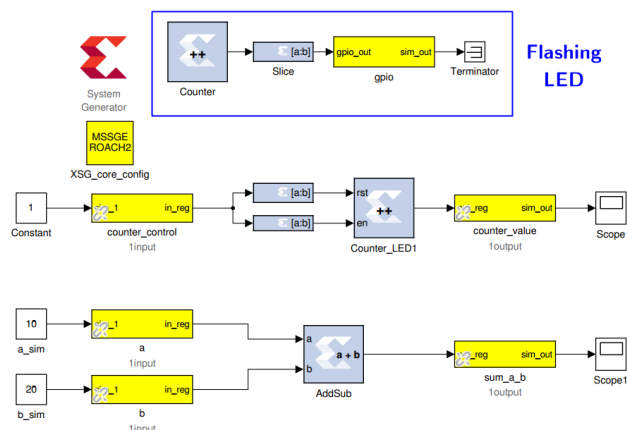 System
Generator
++
Counter
[a:b]
Slice
gpio_out
sim_out
gpio
Terminator
Flashing
LED
MSSGE
ROACH2
XSG_core_config
1
Constant
_1
in_reg
counter_control
1input
[a:b]
[a:b]
rst
en
++
Counter_LED1
_reg
sim_out
counter_value
1output
Scope
10
a_sim
_1
in_reg
a
1input
20
b_sim
_1
in_reg
b
1input
a
b
a + b
AddSub
_reg
sim_out
sum_a_b
1output
Scope1